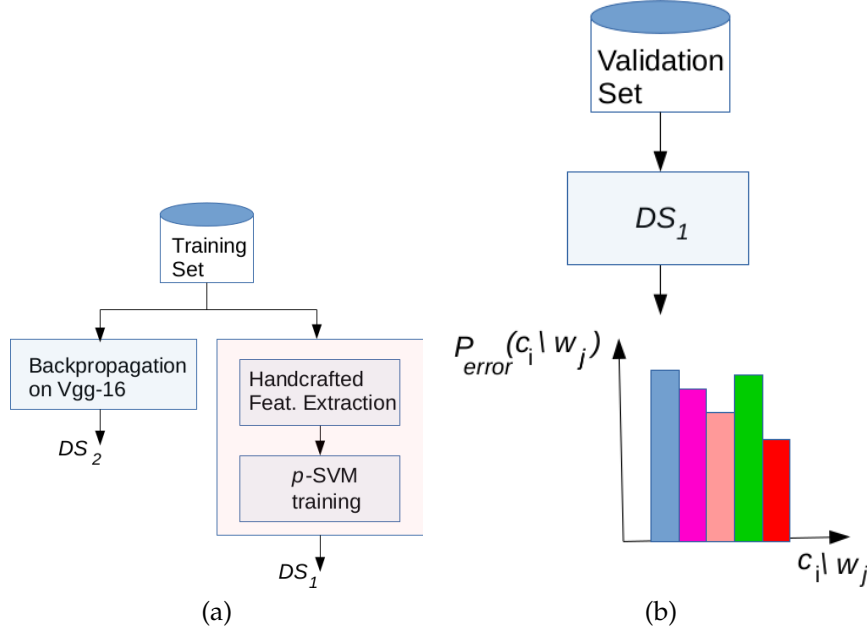 Training
Set
Backpropagation
on Vgg-16
DS2
Handcrafted
Feat. Extraction
p-SVM
training
DS1
(a)
Validation
Set
DS1
Perror(ci \ wj)
ci \ wj
(b)